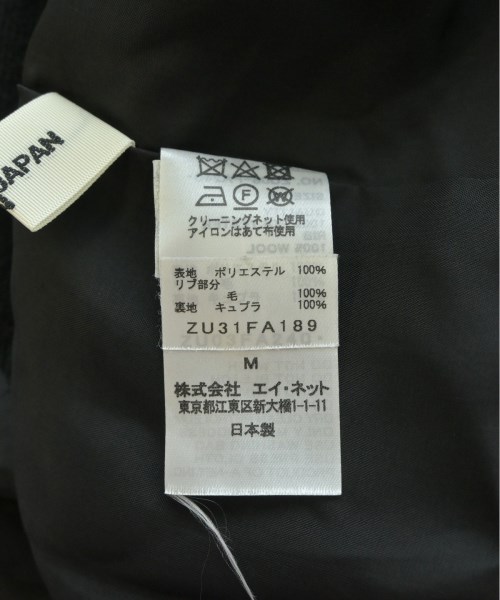 JAPAN
クリーニングネット使用
アイロンはあて布使用
表地 ポリエステル 100%
リブ部分
毛 100%
裏地 キュプラ 100%
ZU31FA189
M
株式会社 エイ・ネット
東京都江東区新大橋1-1-11
日本製